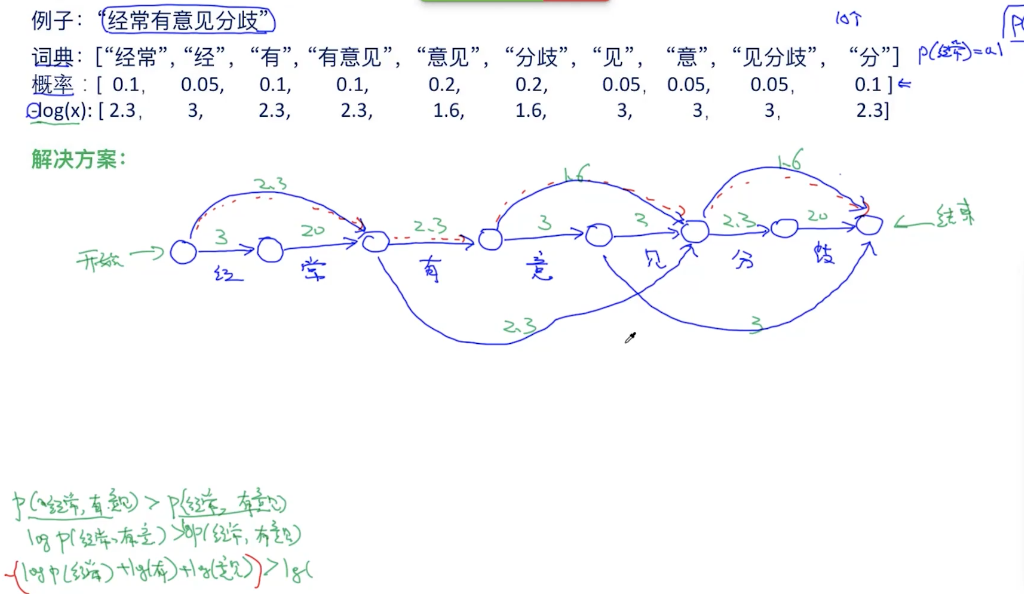 例子：“经常有意见分歧” 10个
词典：[“经常”，“经”，“有”，“有意见”，“意见”，“分歧”，“见”，“意”，“见分歧”，“分”] P(经常)=0.1
概率：[ 0.1， 0.05, 0.1, 0.1, 0.2, 0.2, 0.05, 0.05, 0.05, 0.1 ]
-log(x): [ 2.3， 3, 2.3, 2.3, 1.6, 1.6, 3, 3, 3, 2.3]
解决方案：
2.3 1.6 1.6
3 20 2.3 3 3 2.3 20
开始 结束
经 常 有 意 见 分 歧
2.3 3
p(经常,有,意见) > p(经常, 有意见)
log p(经常,有,意) > log p(经常, 有意见)
-(log p(经常)+lg(有)+lg(意见)) > lg(